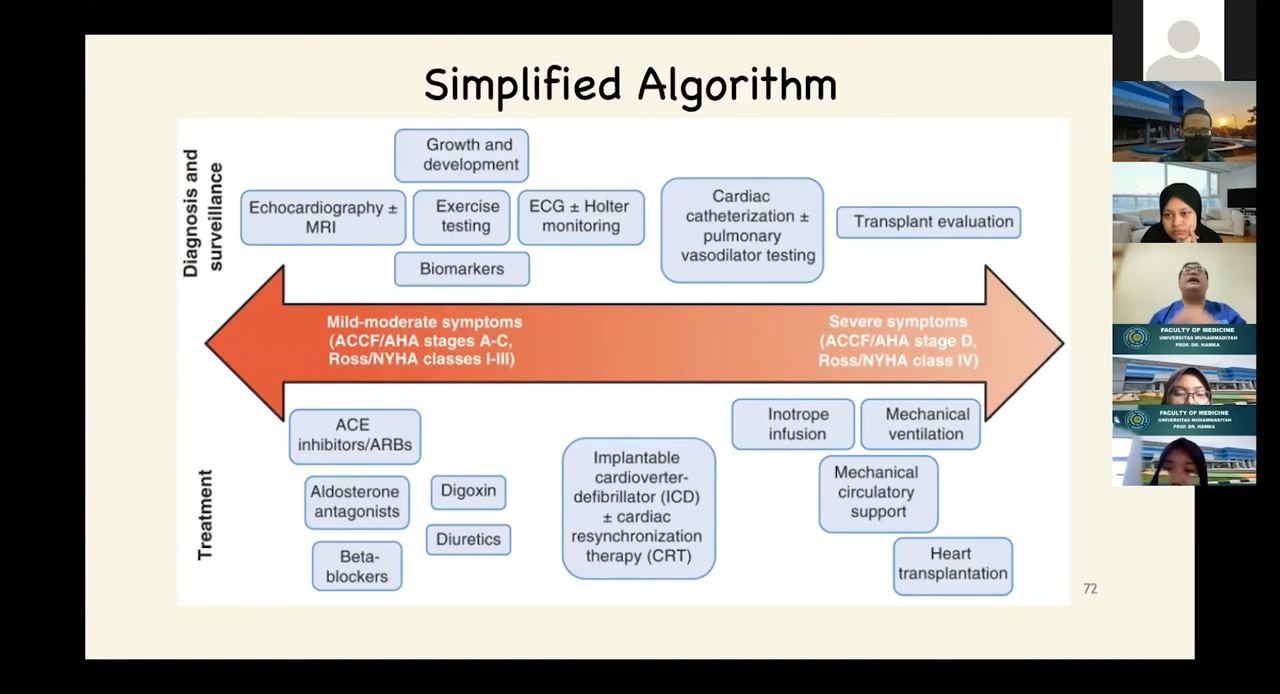 Simplified Algorithm
Diagnosis and
surveillance
Growth and
development
Echocardiography ±
MRI
Exercise
testing
ECG ± Holter
monitoring
Biomarkers
Cardiac
catheterization ±
pulmonary
vasodilator testing
Transplant evaluation
Mild-moderate symptoms
(ACCF/AHA stages A-C,
Ross/NYHA classes I-III)
Severe symptoms
(ACCF/AHA stage D,
Ross/NYHA class IV)
Treatment
ACE
inhibitors/ARBs
Aldosterone
antagonists
Beta-
blockers
Digoxin
Diuretics
Implantable
cardioverter-
defibrillator (ICD)
± cardiac
resynchronization
therapy (CRT)
Inotrope
infusion
Mechanical
ventilation
Mechanical
circulatory
support
Heart
transplantation
72
FACULTY OF MEDICINE
UNIVERSITAS MUHAMMADIYAH
PROF. DR. HAMKA
FACULTY OF MEDICINE
UNIVERSITAS MUHAMMADIYAH
PROF. DR. HAMKA